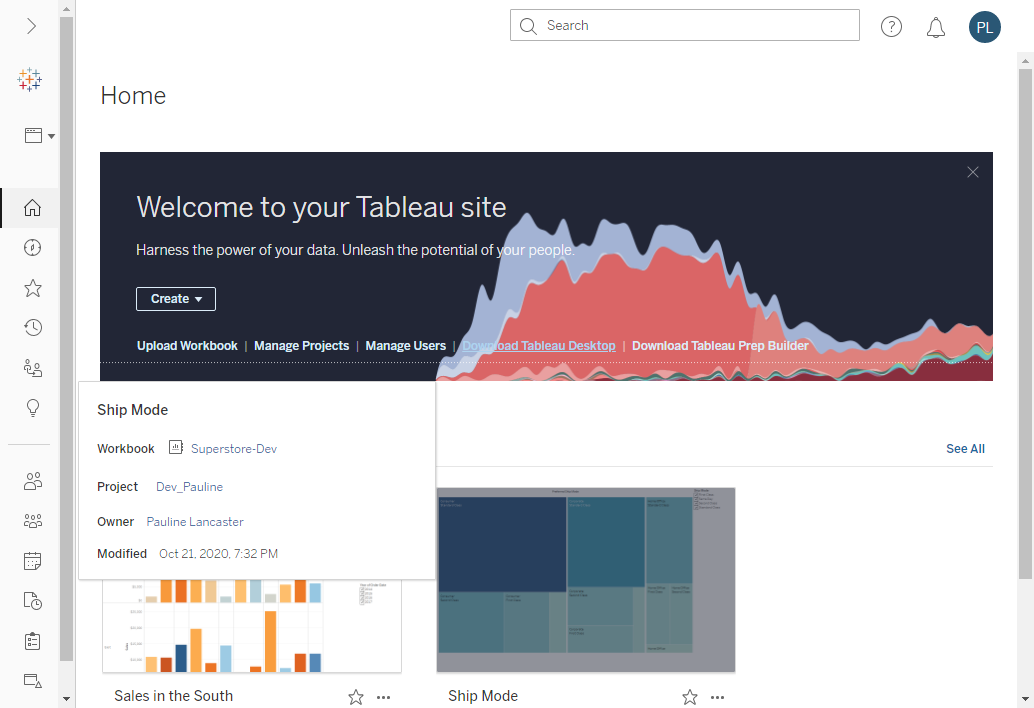 Search
PL
Home
Welcome to your Tableau site
Harness the power of your data. Unleash the potential of your people.
Create
Upload Workbook | Manage Projects | Manage Users | Download Tableau Desktop | Download Tableau Prep Builder
Ship Mode
Workbook Superstore-Dev
See All
Project Dev_Pauline
Owner Pauline Lancaster
Modified Oct 21, 2020, 7:32 PM
Sales in the South
Ship Mode